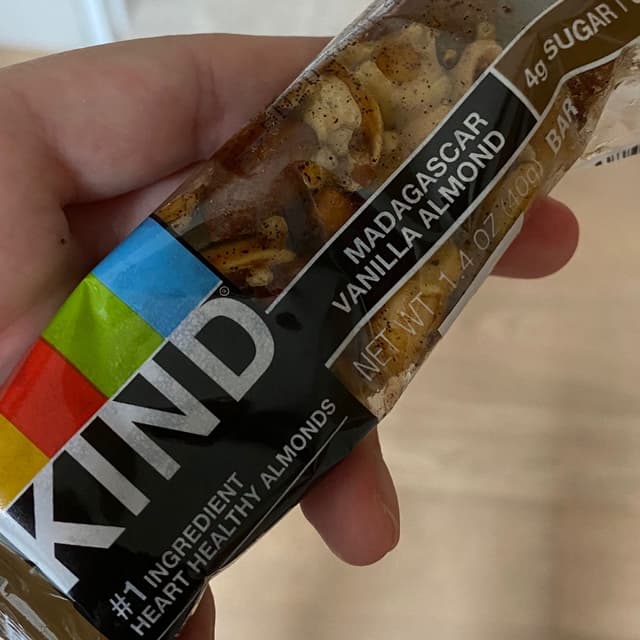 KIND®
#1 INGREDIENT
HEART HEALTHY ALMONDS
MADAGASCAR
VANILLA ALMOND
NET WT. 1.4 OZ (40g) BAR
4g SUGAR